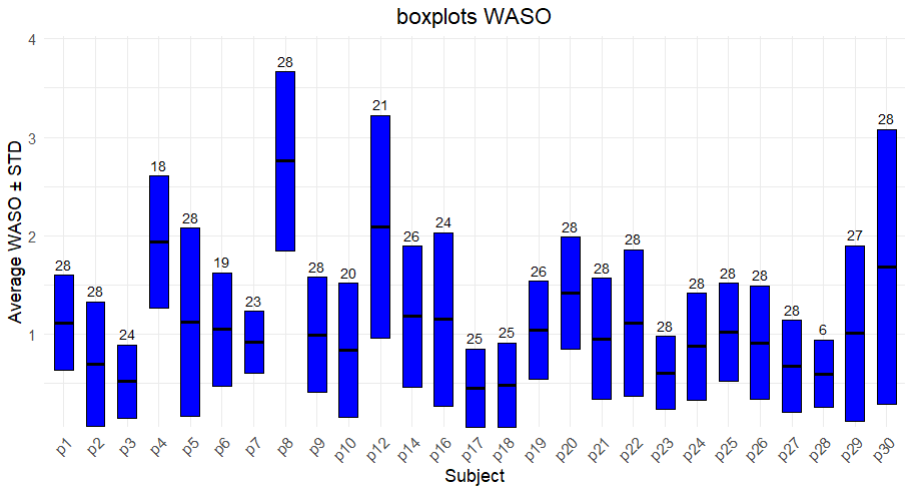 boxplots WASO
Average WASO ± STD
4
3
2
1
28
28
24
18
28
19
23
28
28
20
21
26
24
25
25
26
28
28
28
28
28
28
28
28
6
27
28
p1
p2
p3
p4
p5
p6
p7
p8
p9
p10
p12
p14
p16
p17
p18
p19
p20
p21
p22
p23
p24
p25
p26
p27
p28
p29
p30
Subject